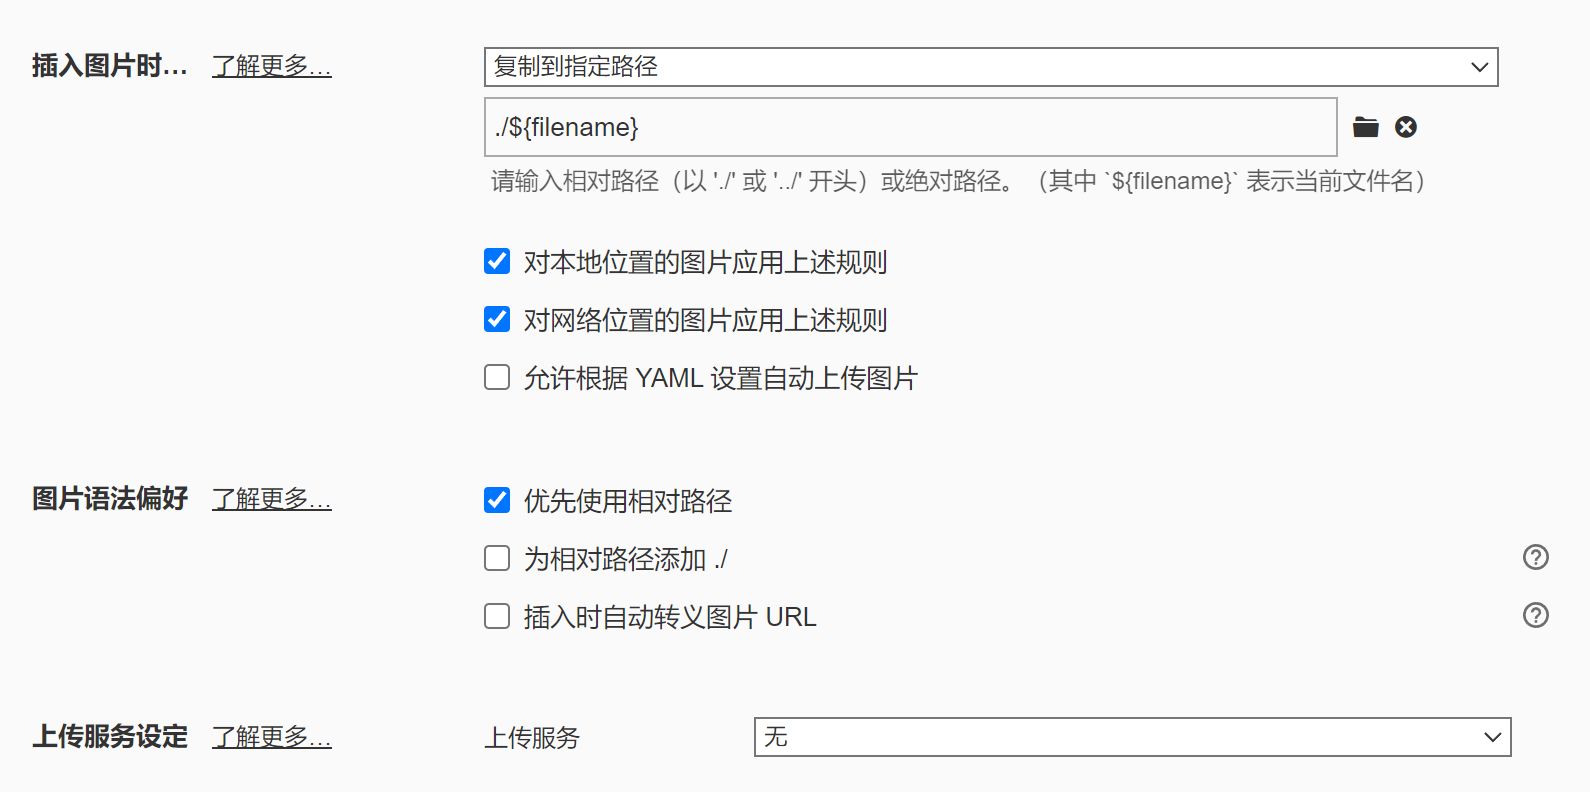 插入图片时... 了解更多... 复制到指定路径
./${filename}
请输入相对路径（以 './' 或 '../' 开头）或绝对路径。（其中 `${filename}` 表示当前文件名）
对本地位置的图片应用上述规则
对网络位置的图片应用上述规则
允许根据 YAML 设置自动上传图片
图片语法偏好 了解更多... 优先使用相对路径
为相对路径添加 ./
插入时自动转义图片 URL
上传服务设定 了解更多... 上传服务 无